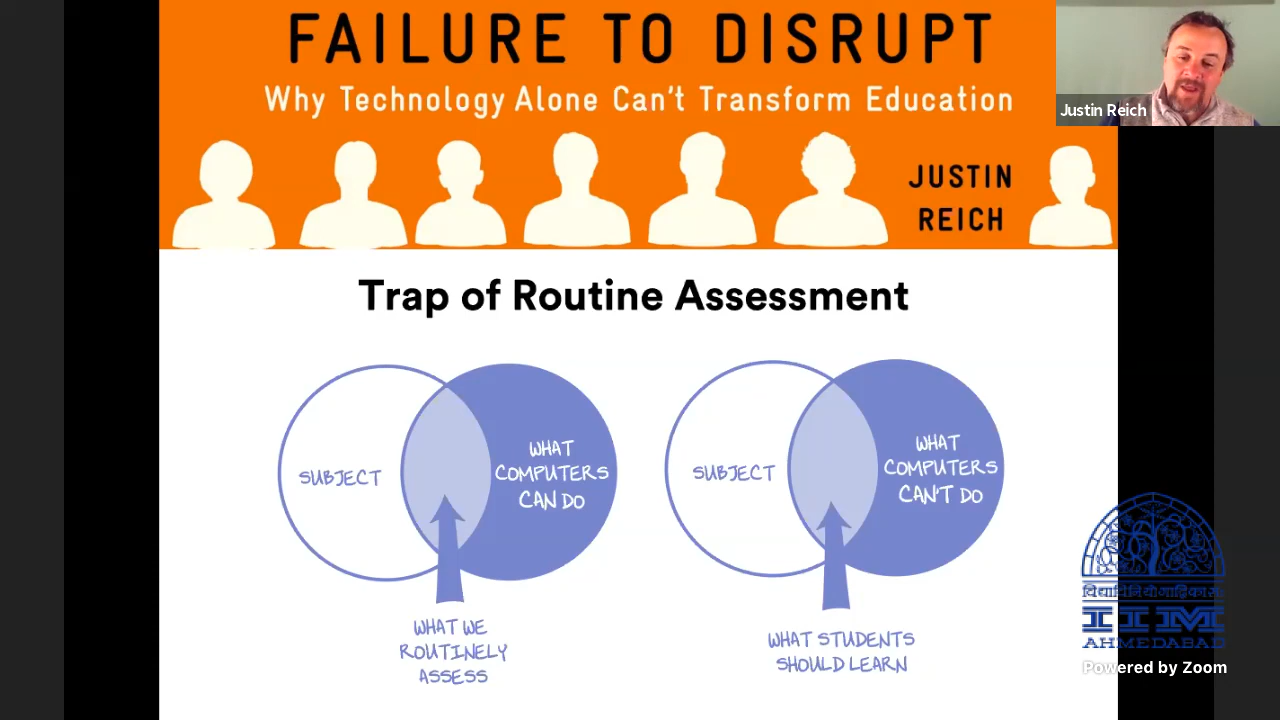 FAILURE TO DISRUPT
Why Technology Alone Can't Transform Education
JUSTIN
REICH
Justin Reich
Trap of Routine Assessment
SUBJECT
WHAT
COMPUTERS
CAN DO
WHAT WE
ROUTINELY
ASSESS
SUBJECT
WHAT
COMPUTERS
CAN'T DO
WHAT STUDENTS
SHOULD LEARN
IIM
AHMEDABAD
Powered by Zoom